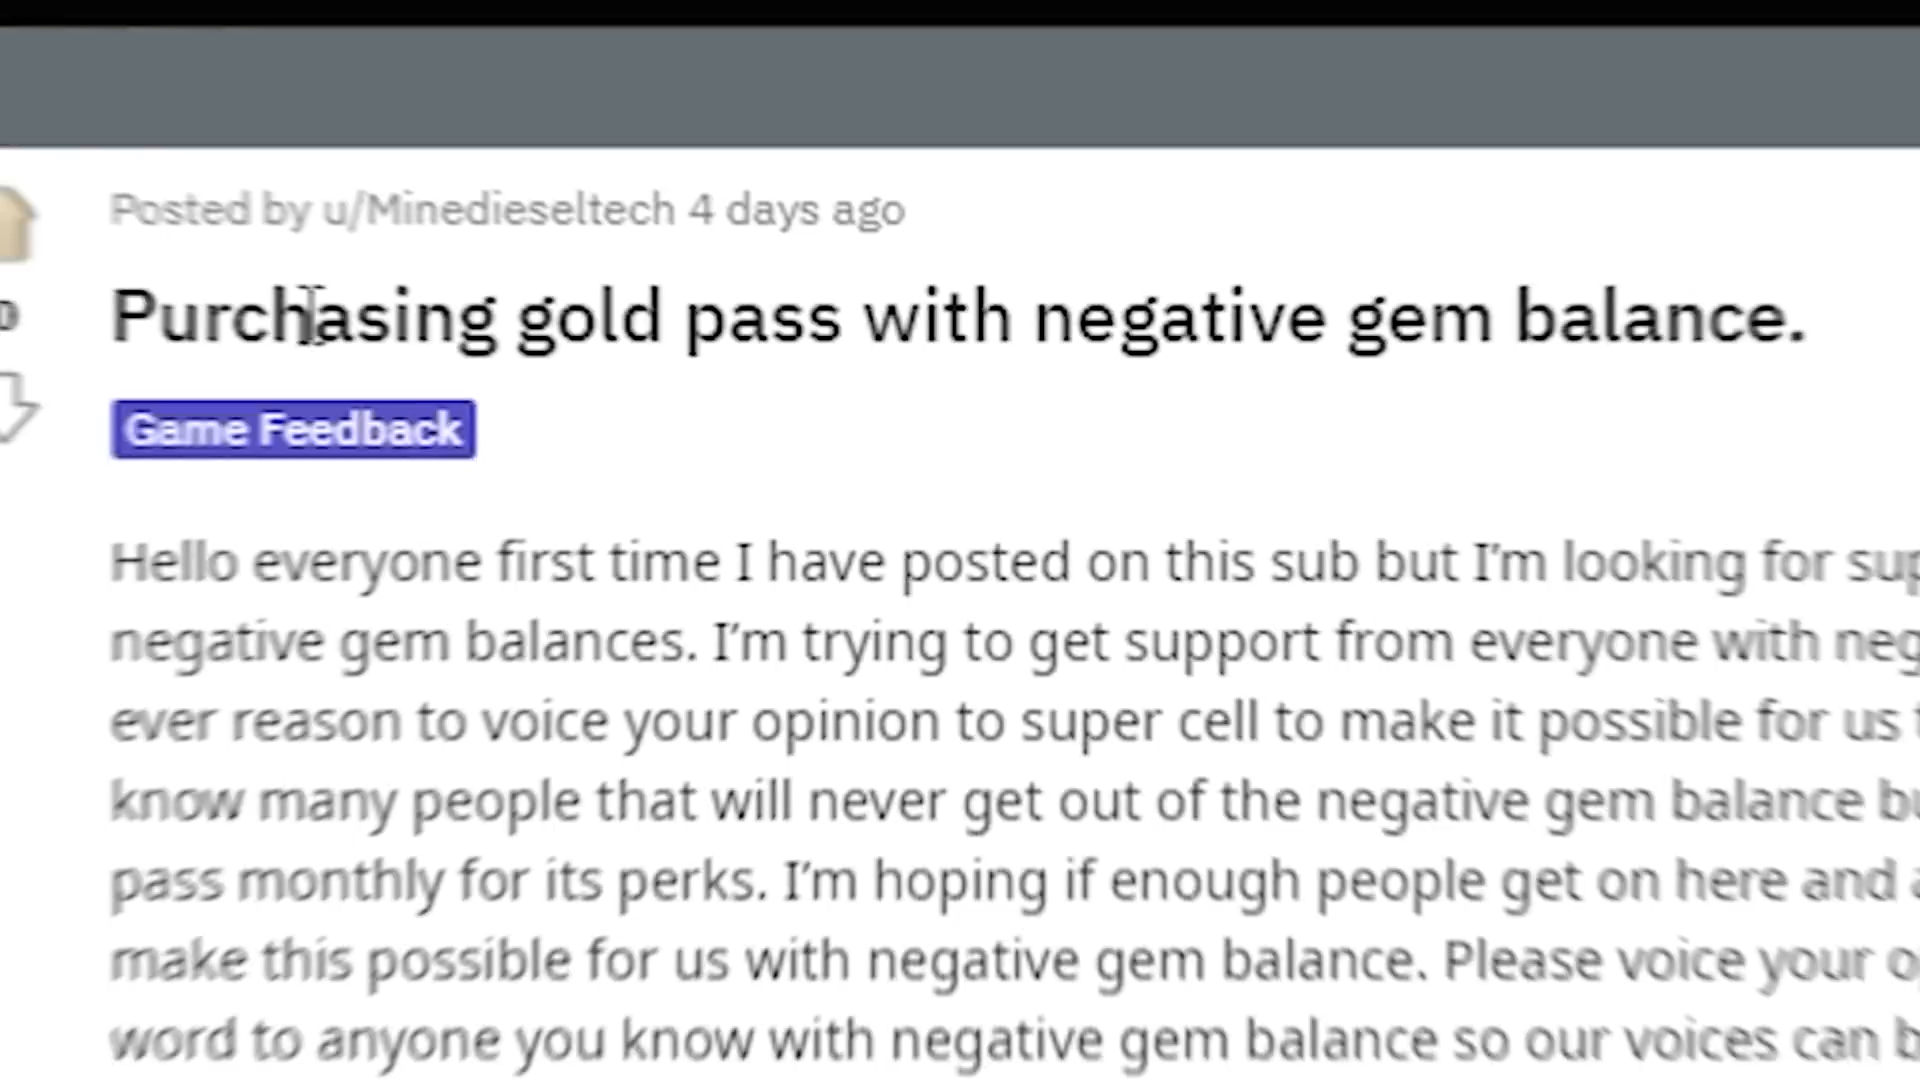 Posted by u/Minedieseltech 4 days ago
Purchasing gold pass with negative gem balance.
Game Feedback
Hello everyone first time I have posted on this sub but I'm looking for
negative gem balances. I'm trying to get support from everyone with
ever reason to voice your opinion to super cell to make it possible for us
know many people that will never get out of the negative gem balance
pass monthly for its perks. I'm hoping if enough people get on here and
make this possible for us with negative gem balance. Please voice your
word to anyone you know with negative gem balance so our voices can